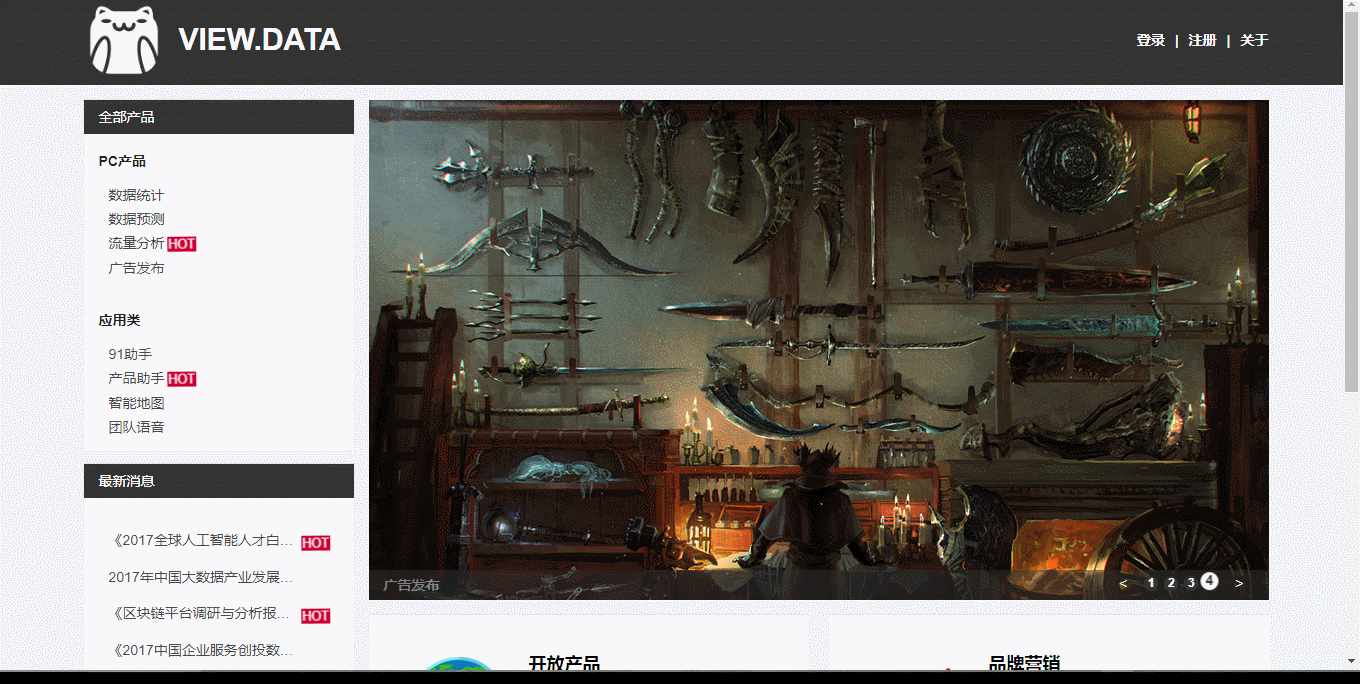 VIEW.DATA
登录 | 注册 | 关于
全部产品
PC产品
数据统计
数据预测
流量分析 HOT
广告发布
应用类
91助手
产品助手 HOT
智能地图
团队语音
最新消息
《2017全球人工智能人才白... HOT
2017年中国大数据产业发展...
《区块链平台调研与分析报... HOT
《2017中国企业服务创投数...
广告发布
< 1 2 3 4 >
开放产品
品牌营销